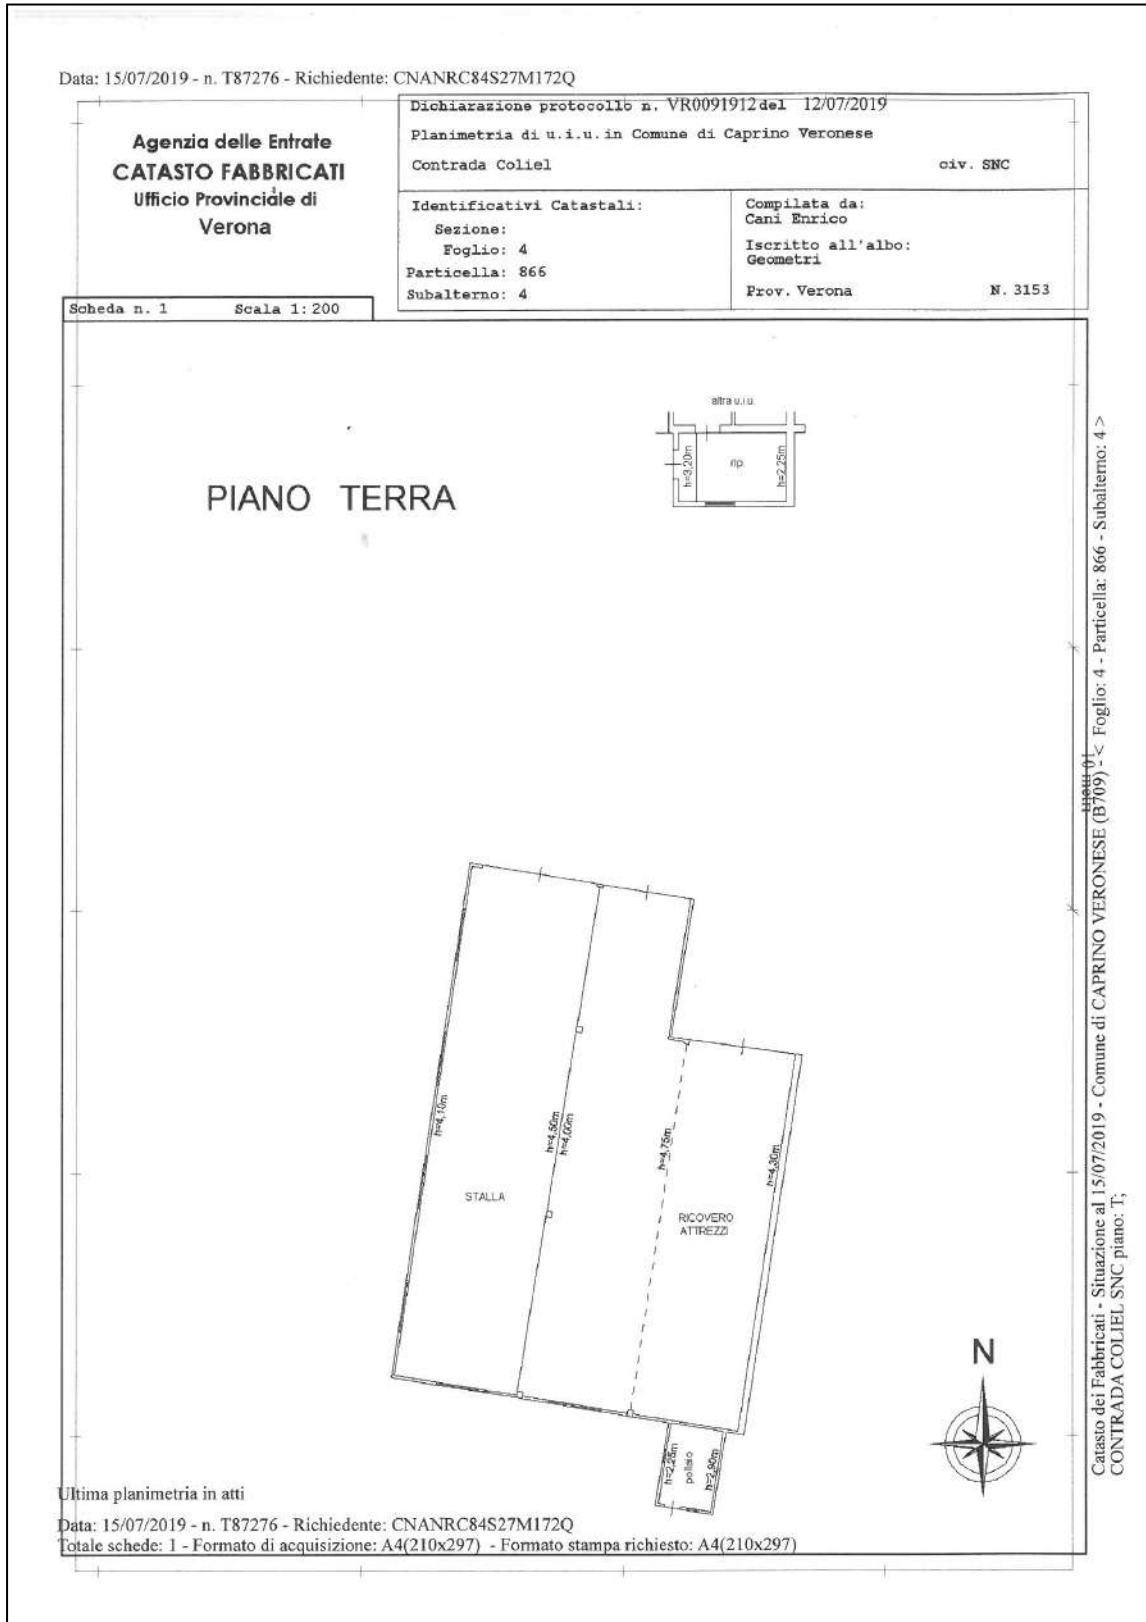 Data: 15/07/2019 - n. T87276 - Richiedente: CNANRC84S27M172Q
Agenzia delle Entrate
CATASTO FABBRICATI
Ufficio Provinciale di
Verona
Dichiarazione protocollo n. VR0091912 del 12/07/2019
Planimetria di u.i.u. in Comune di Caprino Veronese
Contrada Coliel civ. SNC
Identificativi Catastali:
Sezione:
Foglio: 4
Particella: 866
Subalterno: 4
Compilata da:
Cani Enrico
Iscritto all'albo:
Geometri
Prov. Verona N. 3153
Scheda n. 1 Scala 1:200
altra u.i.u.
h=3,20m
rip.
h=2,25m
PIANO TERRA
h=4,10m
h=4,50m
h=4,00m
h=4,75m
h=4,30m
STALLA
RICOVERO
ATTREZZI
h=2,25m
pollaio
h=2,90m
N
10 metri
Catasto dei Fabbricati - Situazione al 15/07/2019 - Comune di CAPRINO VERONESE (B709) - < Foglio: 4 - Particella: 866 - Subalterno: 4 >
CONTRADA COLIEL SNC piano: T;
Ultima planimetria in atti
Data: 15/07/2019 - n. T87276 - Richiedente: CNANRC84S27M172Q
Totale schede: 1 - Formato di acquisizione: A4(210x297) - Formato stampa richiesto: A4(210x297)